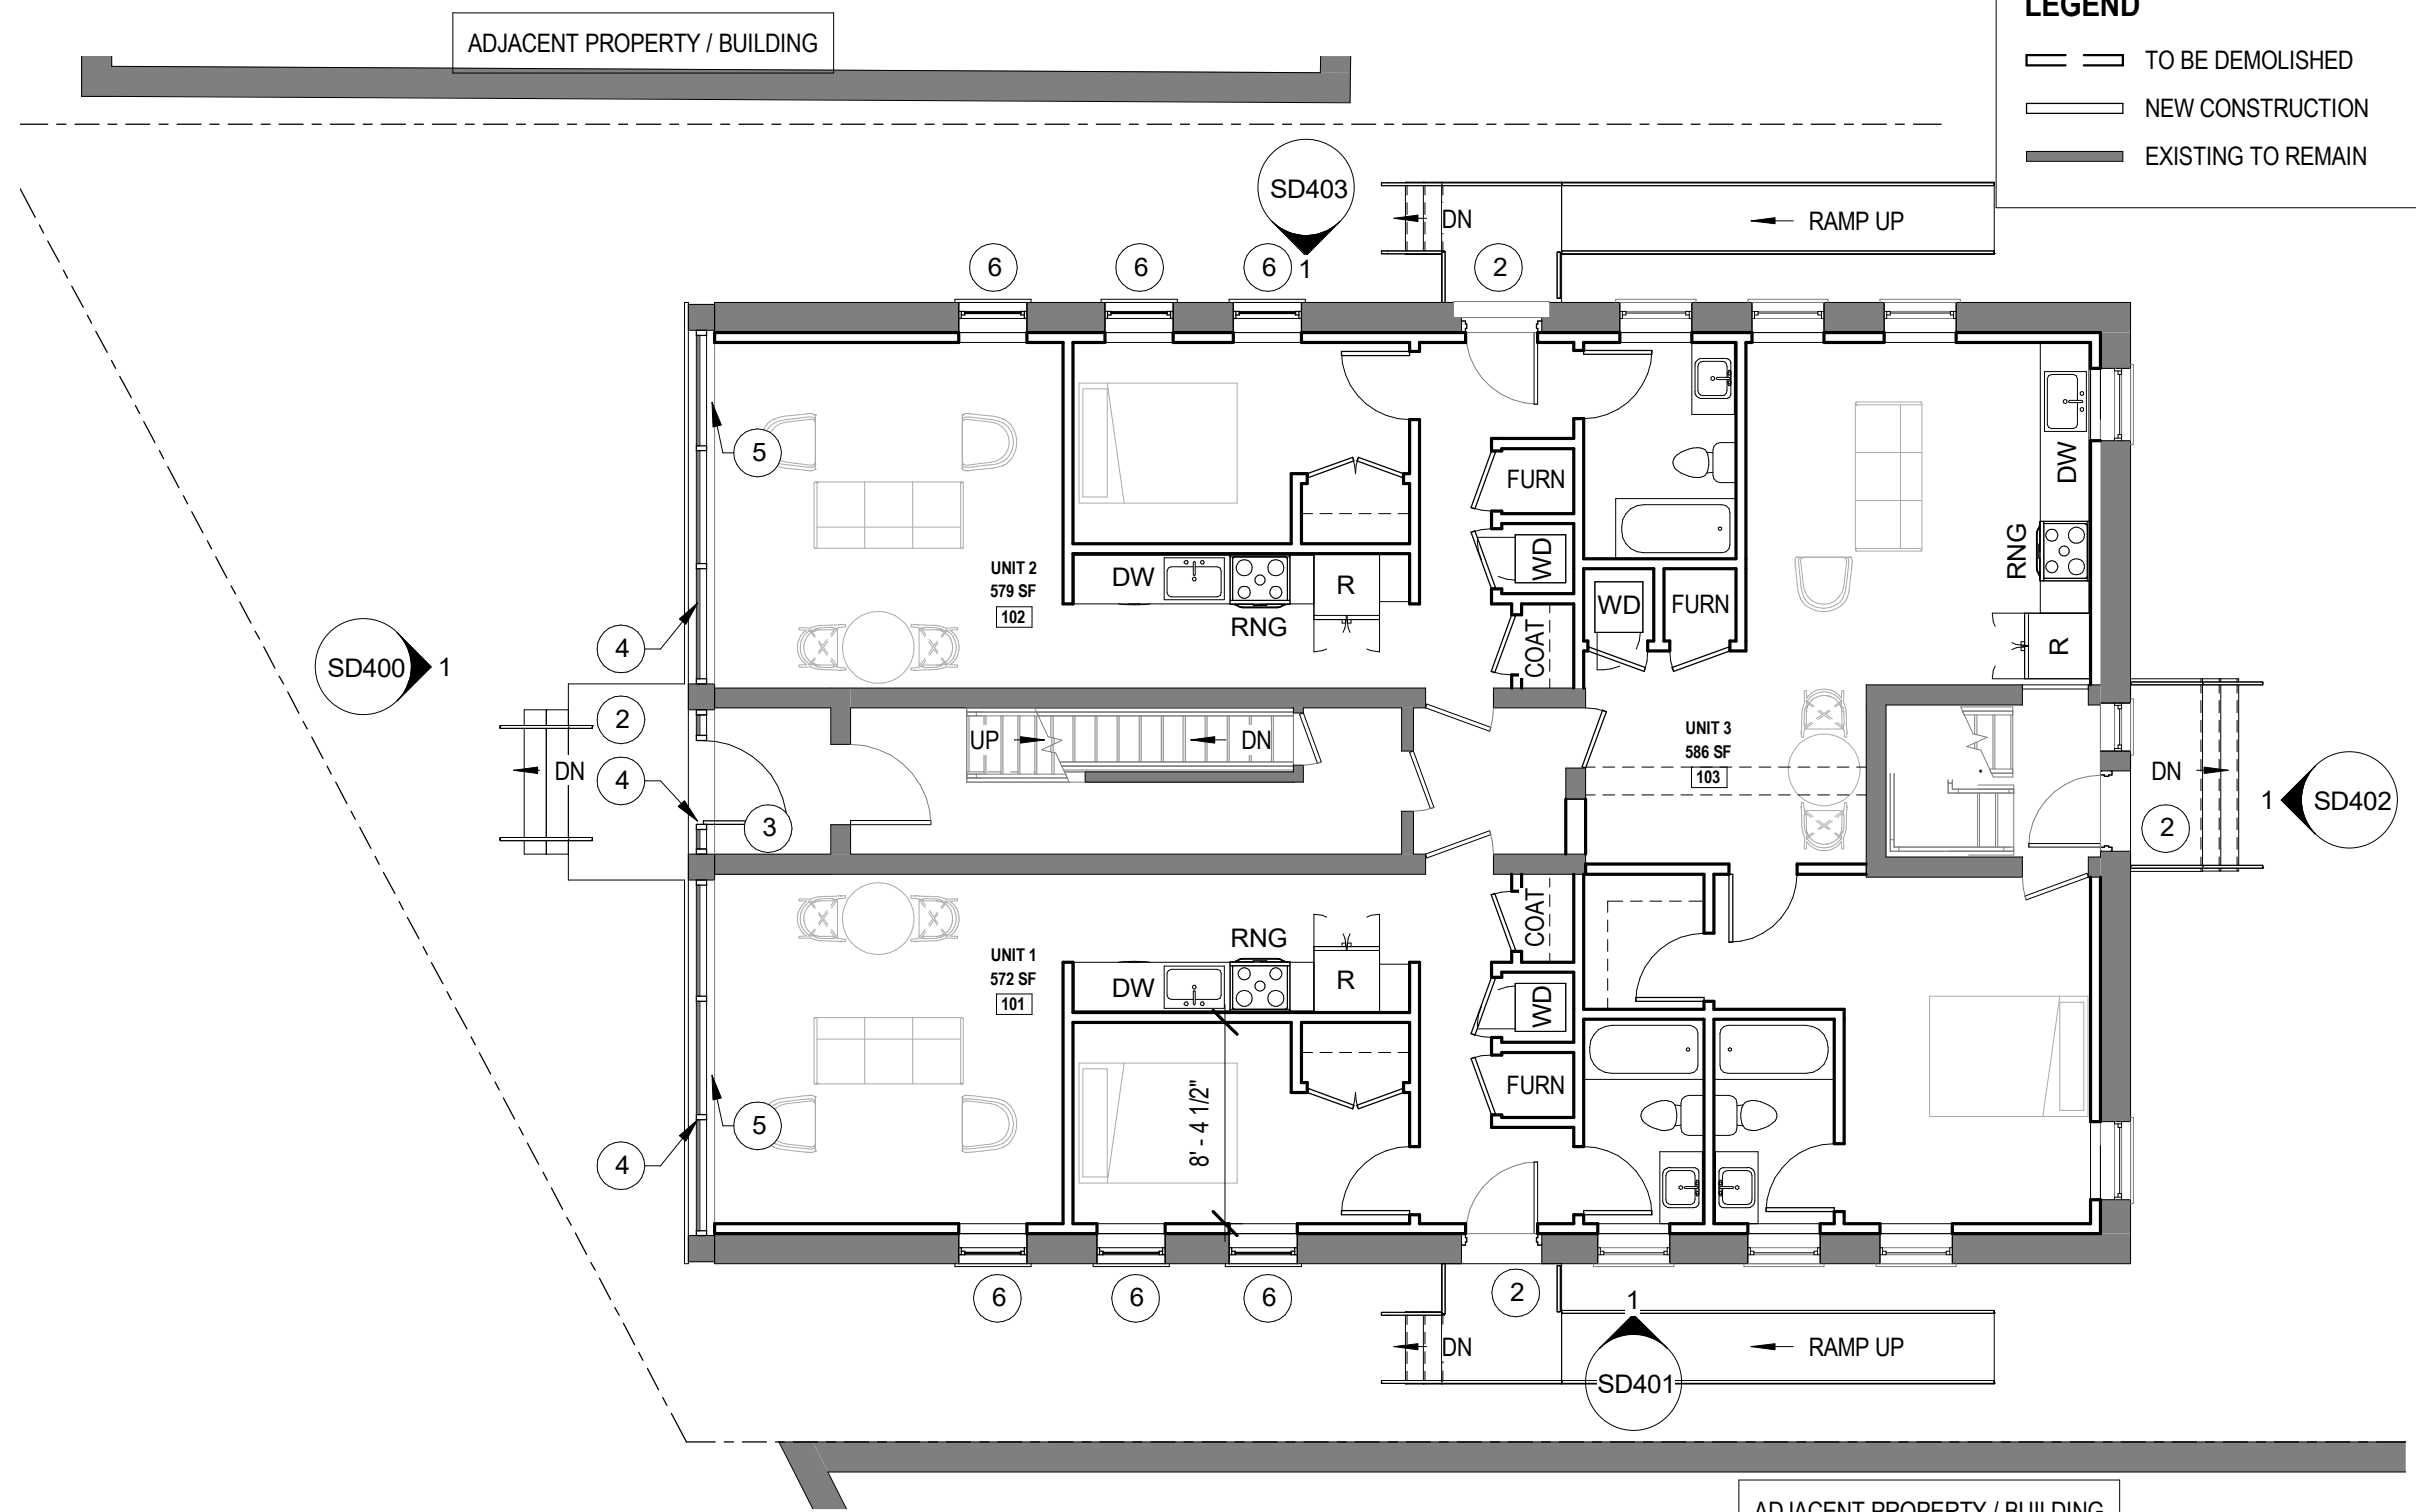 LEGEND
TO BE DEMOLISHED
NEW CONSTRUCTION
EXISTING TO REMAIN
ADJACENT PROPERTY / BUILDING
SD403
1
DN
RAMP UP
6
6
6
2
5
FURN
DW
UNIT 2
579 SF
102
DW
R
RNG
WD
WD
FURN
RNG
R
COAT
4
SD400
1
2
DN
4
3
UP
DN
UNIT 3
586 SF
103
DN
2
1
SD402
UNIT 1
572 SF
101
RNG
DW
R
COAT
WD
FURN
8' - 4 1/2"
5
4
6
6
6
2
1
DN
RAMP UP
SD401
ADJACENT PROPERTY / BUILDING